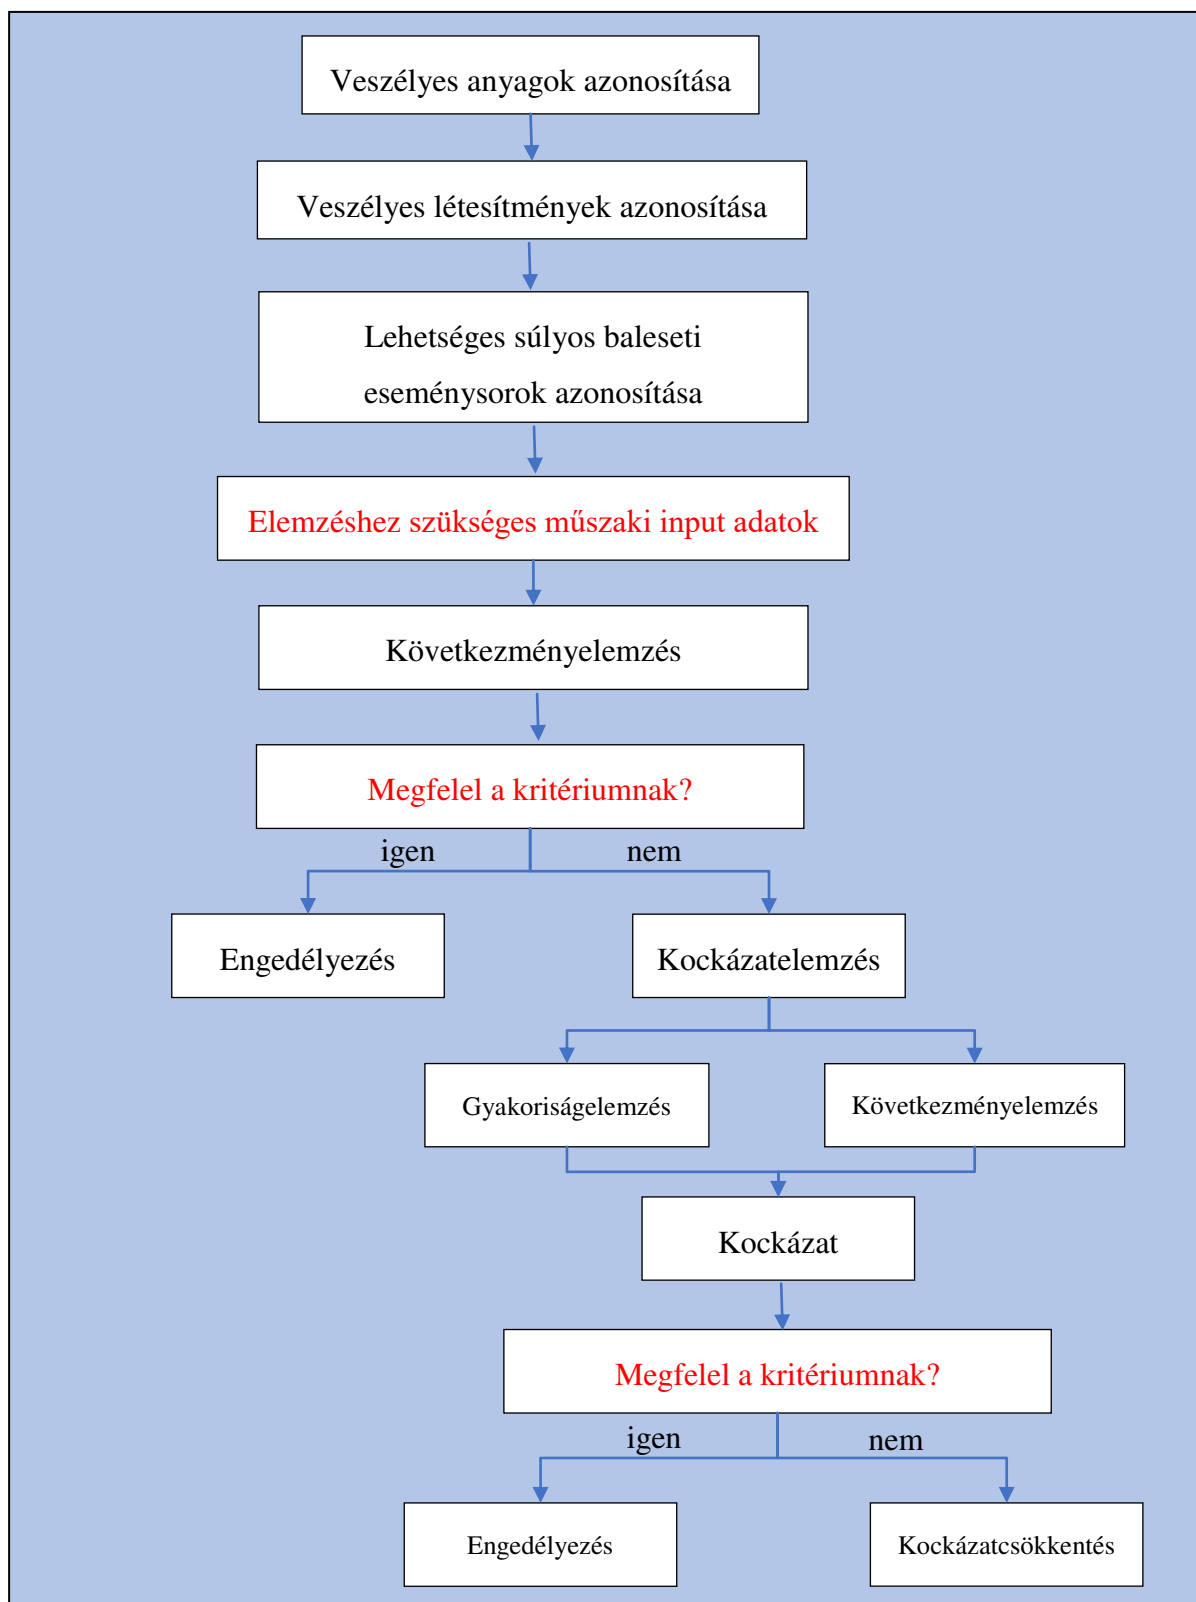 Veszélyes anyagok azonosítása
Veszélyes létesítmények azonosítása
Lehetséges súlyos baleseti
eseménysorok azonosítása
Elemzéshez szükséges műszaki input adatok
Következményelemzés
Megfelel a kritériumnak?
igen
nem
Engedélyezés
Kockázatelemzés
Gyakoriságelemzés
Következményelemzés
Kockázat
Megfelel a kritériumnak?
igen
nem
Engedélyezés
Kockázatcsökkentés